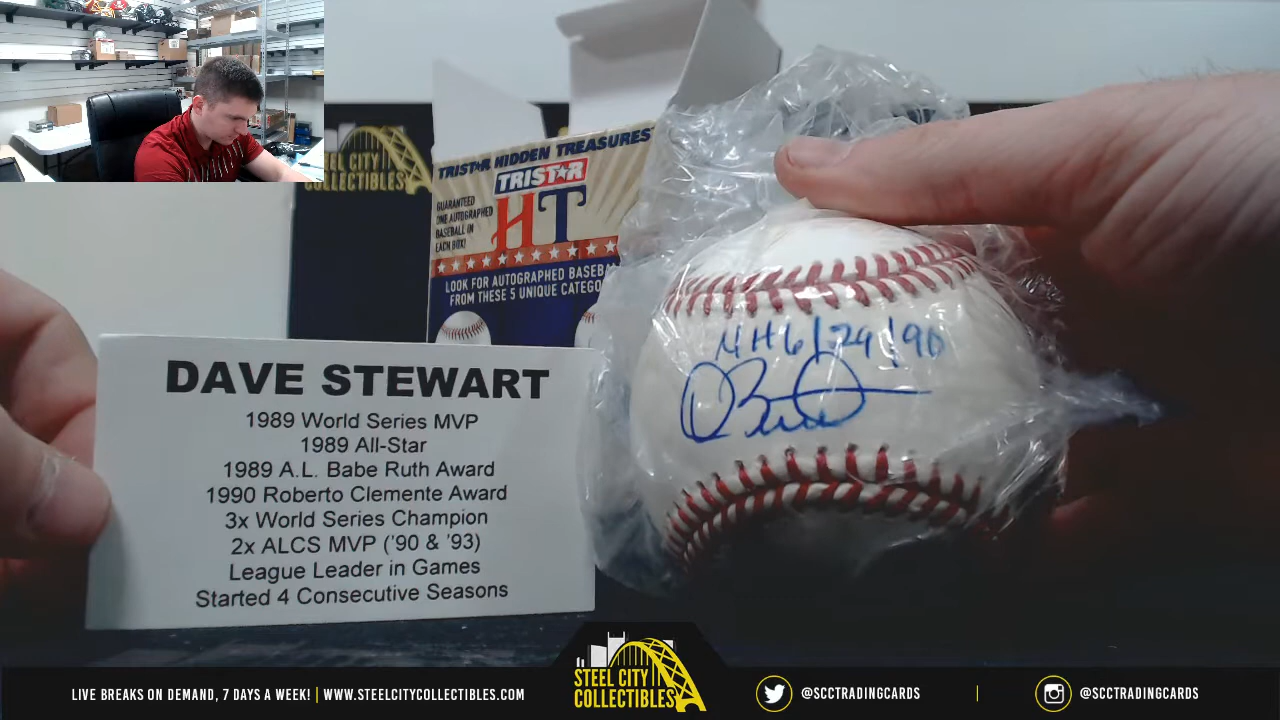 STEEL CITY
COLLECTIBLES
TRISTAR HIDDEN TREASURES
TRISTAR
HT
GUARANTEED
ONE AUTOGRAPHED
BASEBALL IN
EACH BOX!
LOOK FOR AUTOGRAPHED BASEBA
FROM THESE 5 UNIQUE CATEGO
NH 6/29/90
DAVE STEWART
1989 World Series MVP
1989 All-Star
1989 A.L. Babe Ruth Award
1990 Roberto Clemente Award
3x World Series Champion
2x ALCS MVP ('90 & '93)
League Leader in Games
Started 4 Consecutive Seasons
LIVE BREAKS ON DEMAND, 7 DAYS A WEEK! | WWW.STEELCITYCOLLECTIBLES.COM
STEEL CITY
COLLECTIBLES
@SCCTRADINGCARDS | @SCCTRADINGCARDS